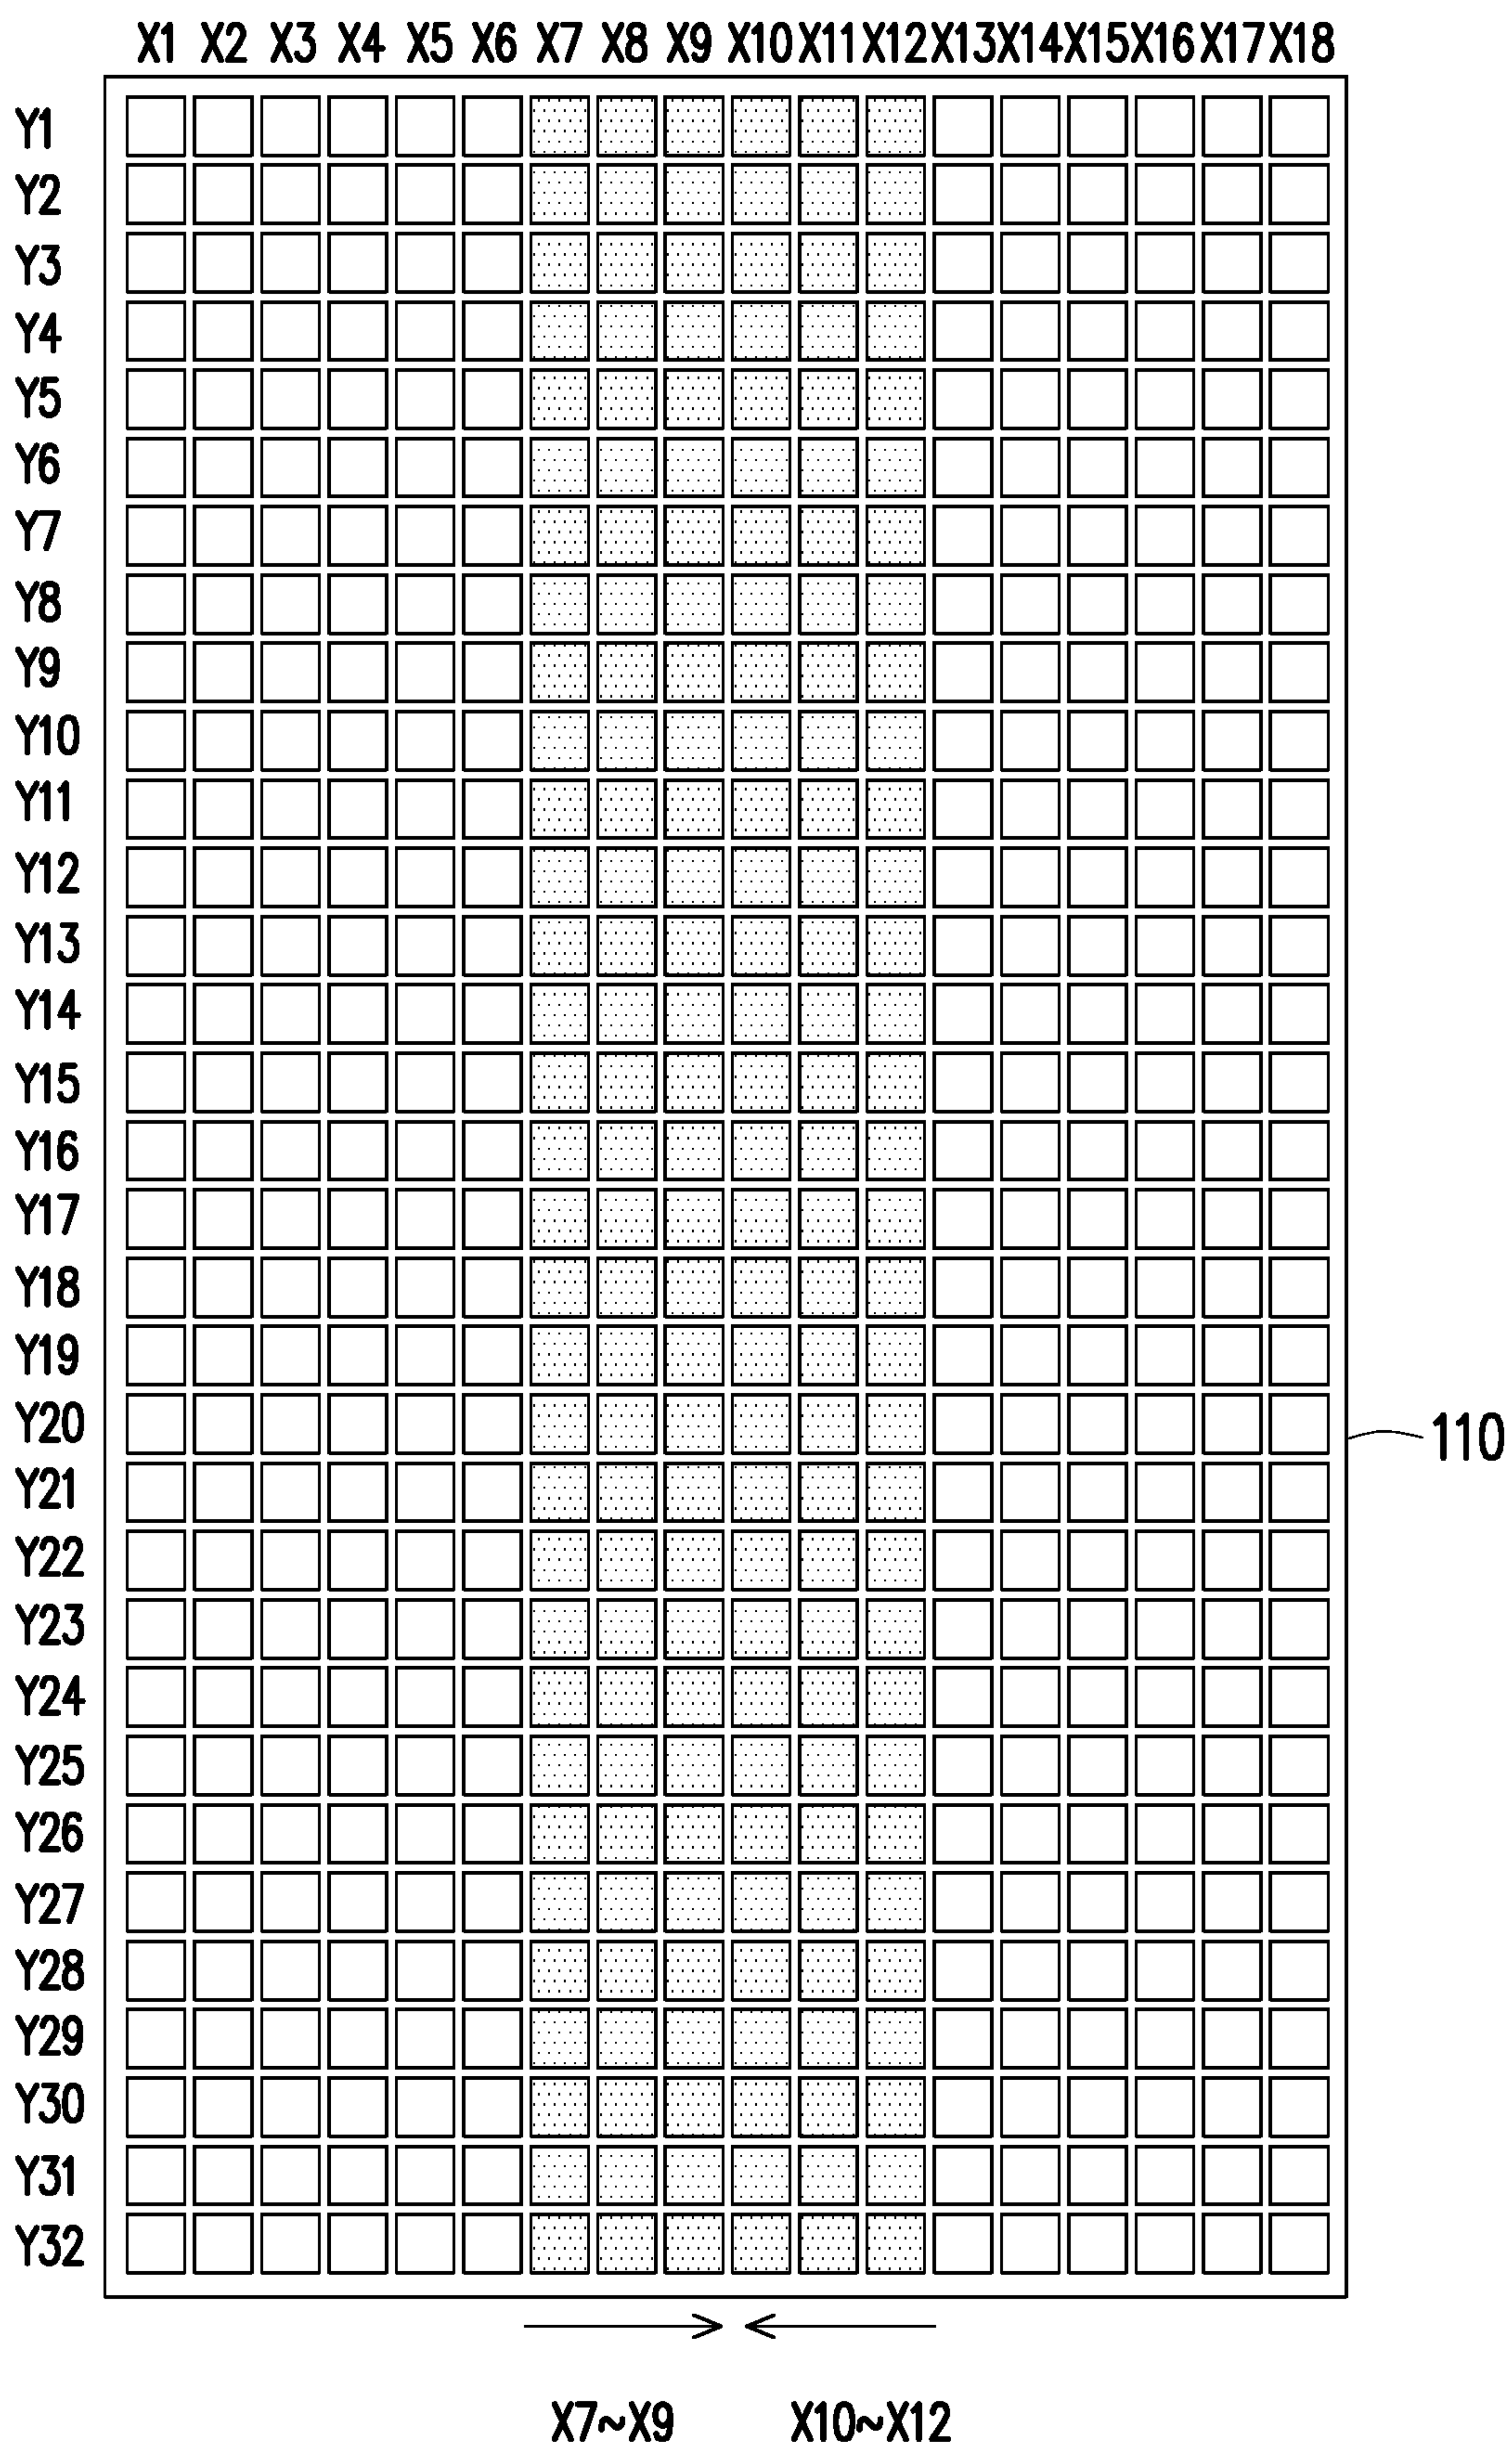 X1 X2 X3 X4 X5 X6 X7 X8 X9 X10 X11 X12 X13 X14 X15 X16 X17 X18
Y1
Y2
Y3
Y4
Y5
Y6
Y7
Y8
Y9
Y10
Y11
Y12
Y13
Y14
Y15
Y16
Y17
Y18
Y19
Y20
110
Y21
Y22
Y23
Y24
Y25
Y26
Y27
Y28
Y29
Y30
Y31
Y32
X7~X9 X10~X12